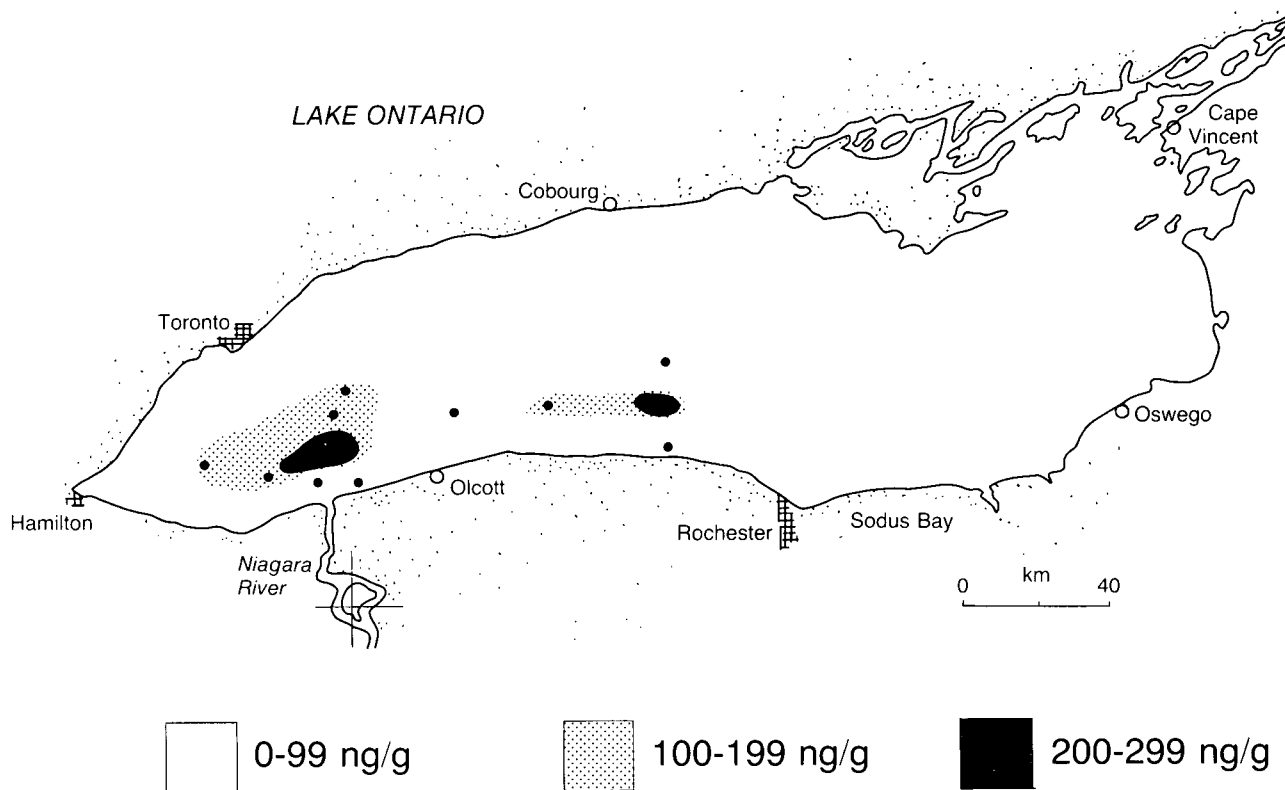 LAKE ONTARIO
Cape
Vincent
Cobourg
Toronto
Oswego
Olcott
Hamilton
Rochester
Sodus Bay
Niagara
River
km
0 40
0-99 ng/g
100-199 ng/g
200-299 ng/g